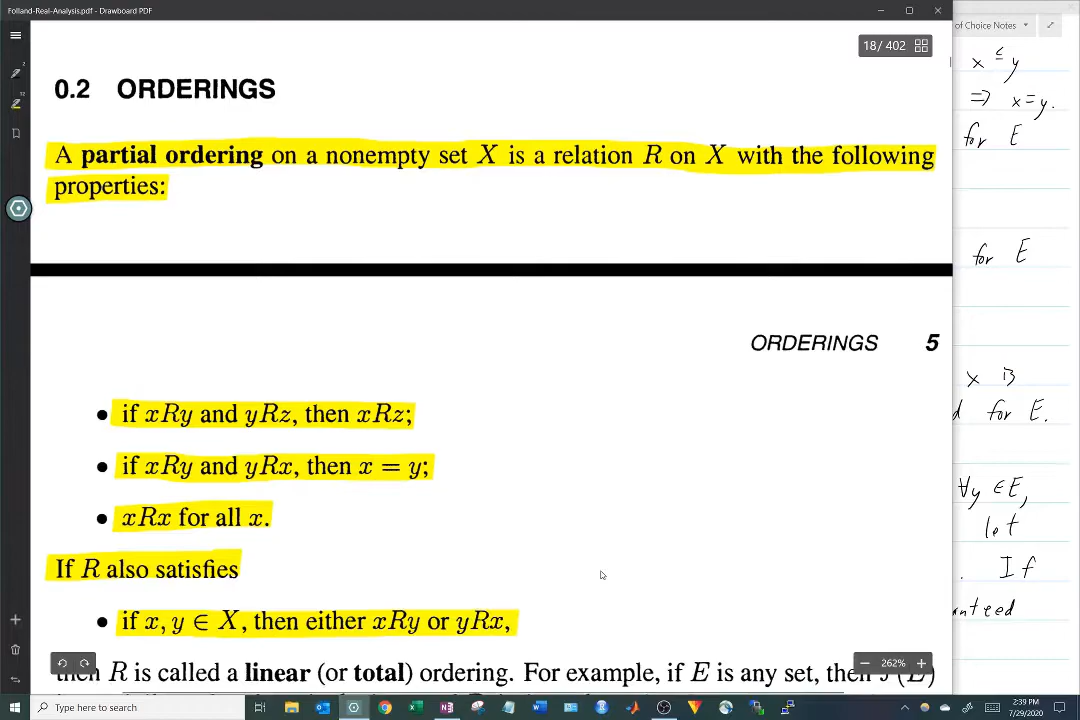 Folland-Real-Analysis.pdf - Drawboard PDF
of Choice Notes
18 / 402
0.2 ORDERINGS
A partial ordering on a nonempty set X is a relation R on X with the following
properties:
ORDERINGS 5
• if xRy and yRz, then xRz;
• if xRy and yRx, then x = y;
• xRx for all x.
If R also satisfies
• if x, y ∈ X, then either xRy or yRx,
then R is called a linear (or total) ordering. For example, if E is any set, then (E)
262%
x ≤ y
⇒ x = y.
for E
for E
x is
for E.
∀y ∈ E,
let
. If
anteed
Type here to search
2:39 PM
7/29/2020